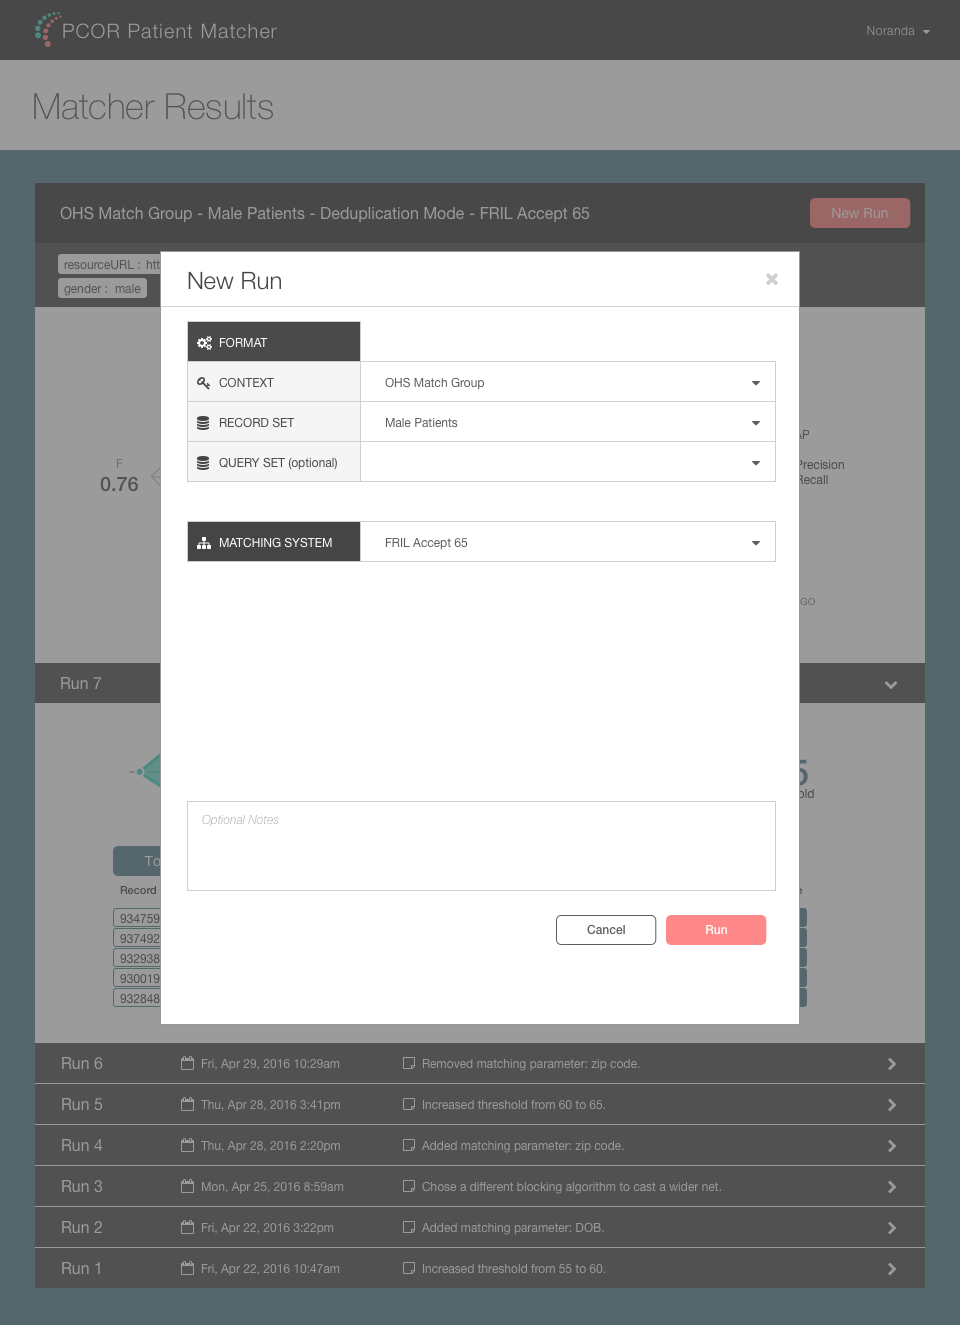 PCOR Patient Matcher
Noranda
Matcher Results
OHS Match Group - Male Patients - Deduplication Mode - FRIL Accept 65
New Run
resourceURL : htt
gender : male
New Run
FORMAT
CONTEXT
OHS Match Group
RECORD SET
Male Patients
QUERY SET (optional)
MATCHING SYSTEM
FRIL Accept 65
F
0.76
AP
Precision
Recall
GO
Run 7
5
old
To
Record
934759
937492
932938
930019
932848
Optional Notes
Cancel
Run
Run 6
Fri, Apr 29, 2016 10:29am
Removed matching parameter: zip code.
Run 5
Thu, Apr 28, 2016 3:41pm
Increased threshold from 60 to 65.
Run 4
Thu, Apr 28, 2016 2:20pm
Added matching parameter: zip code.
Run 3
Mon, Apr 25, 2016 8:59am
Chose a different blocking algorithm to cast a wider net.
Run 2
Fri, Apr 22, 2016 3:22pm
Added matching parameter: DOB.
Run 1
Fri, Apr 22, 2016 10:47am
Increased threshold from 55 to 60.